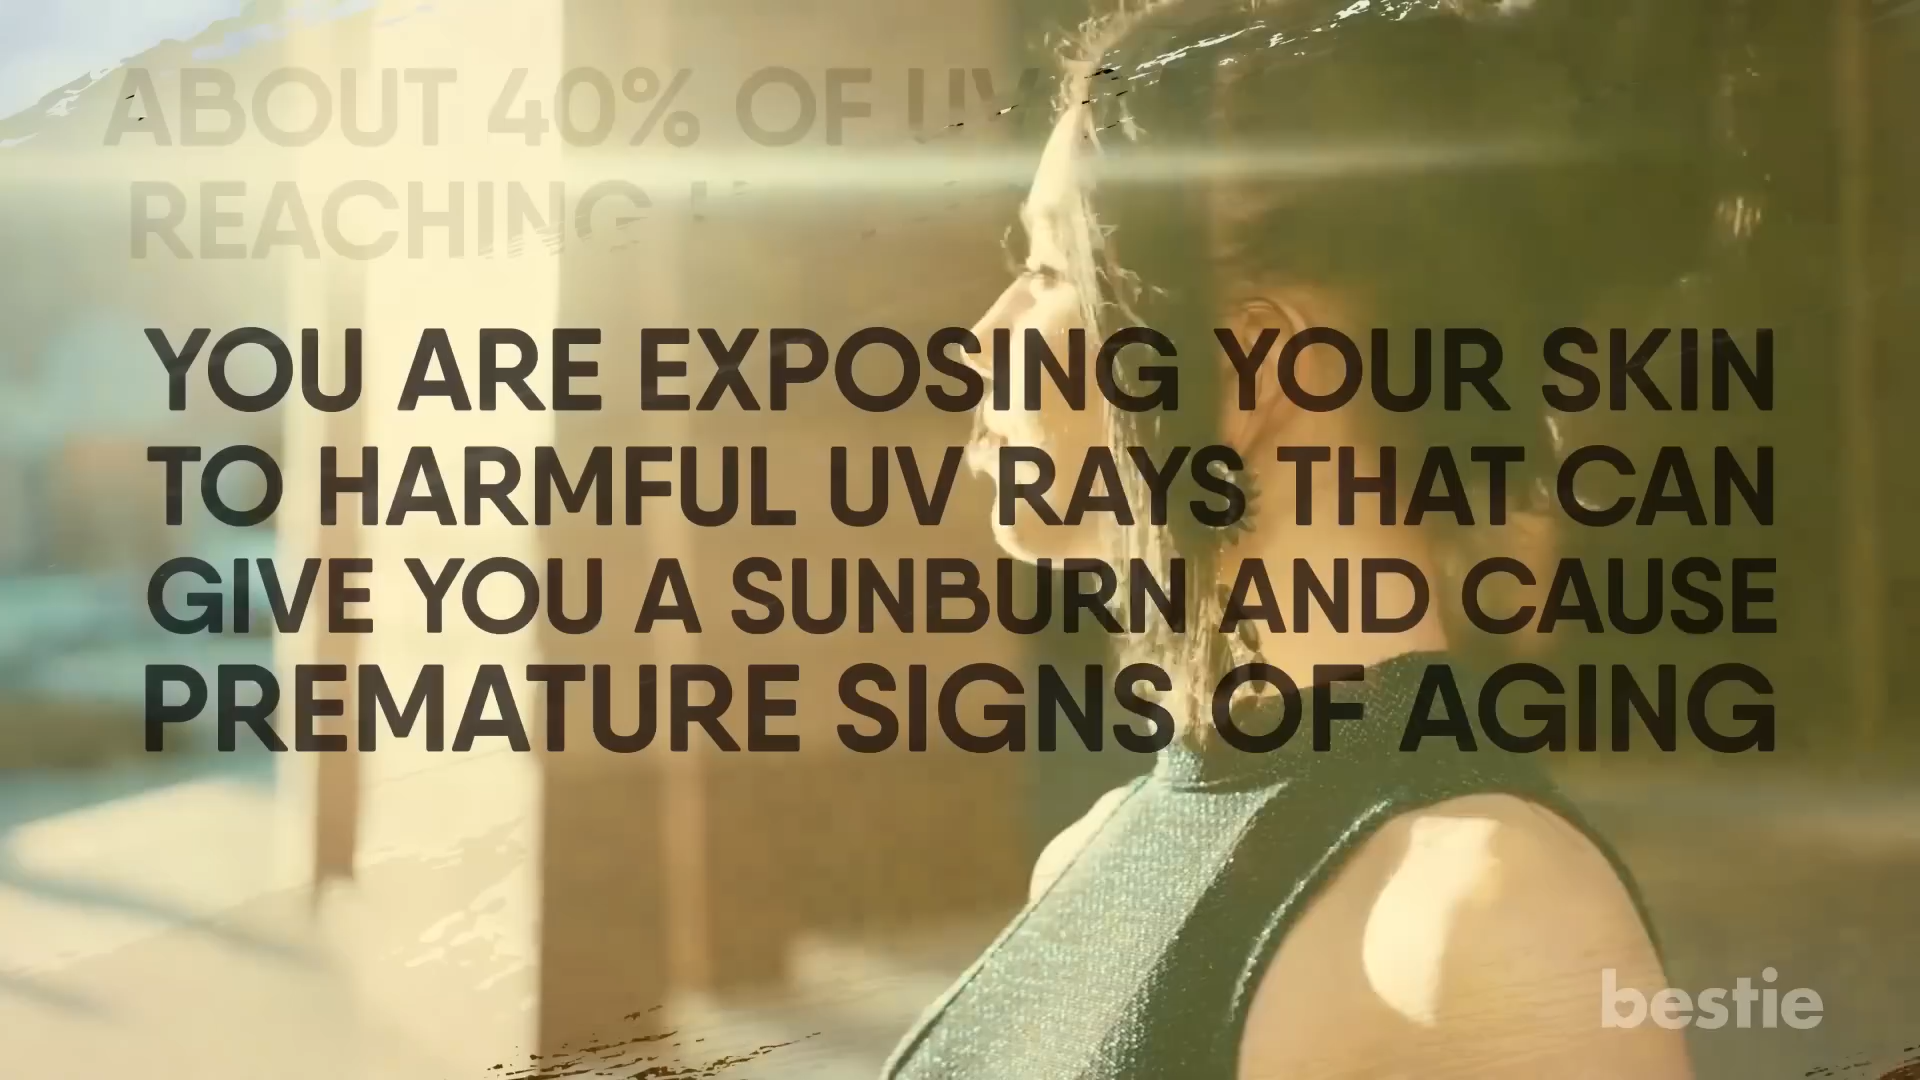 ABOUT 40% OF UV
REACHING
YOU ARE EXPOSING YOUR SKIN
TO HARMFUL UV RAYS THAT CAN
GIVE YOU A SUNBURN AND CAUSE
PREMATURE SIGNS OF AGING
bestie